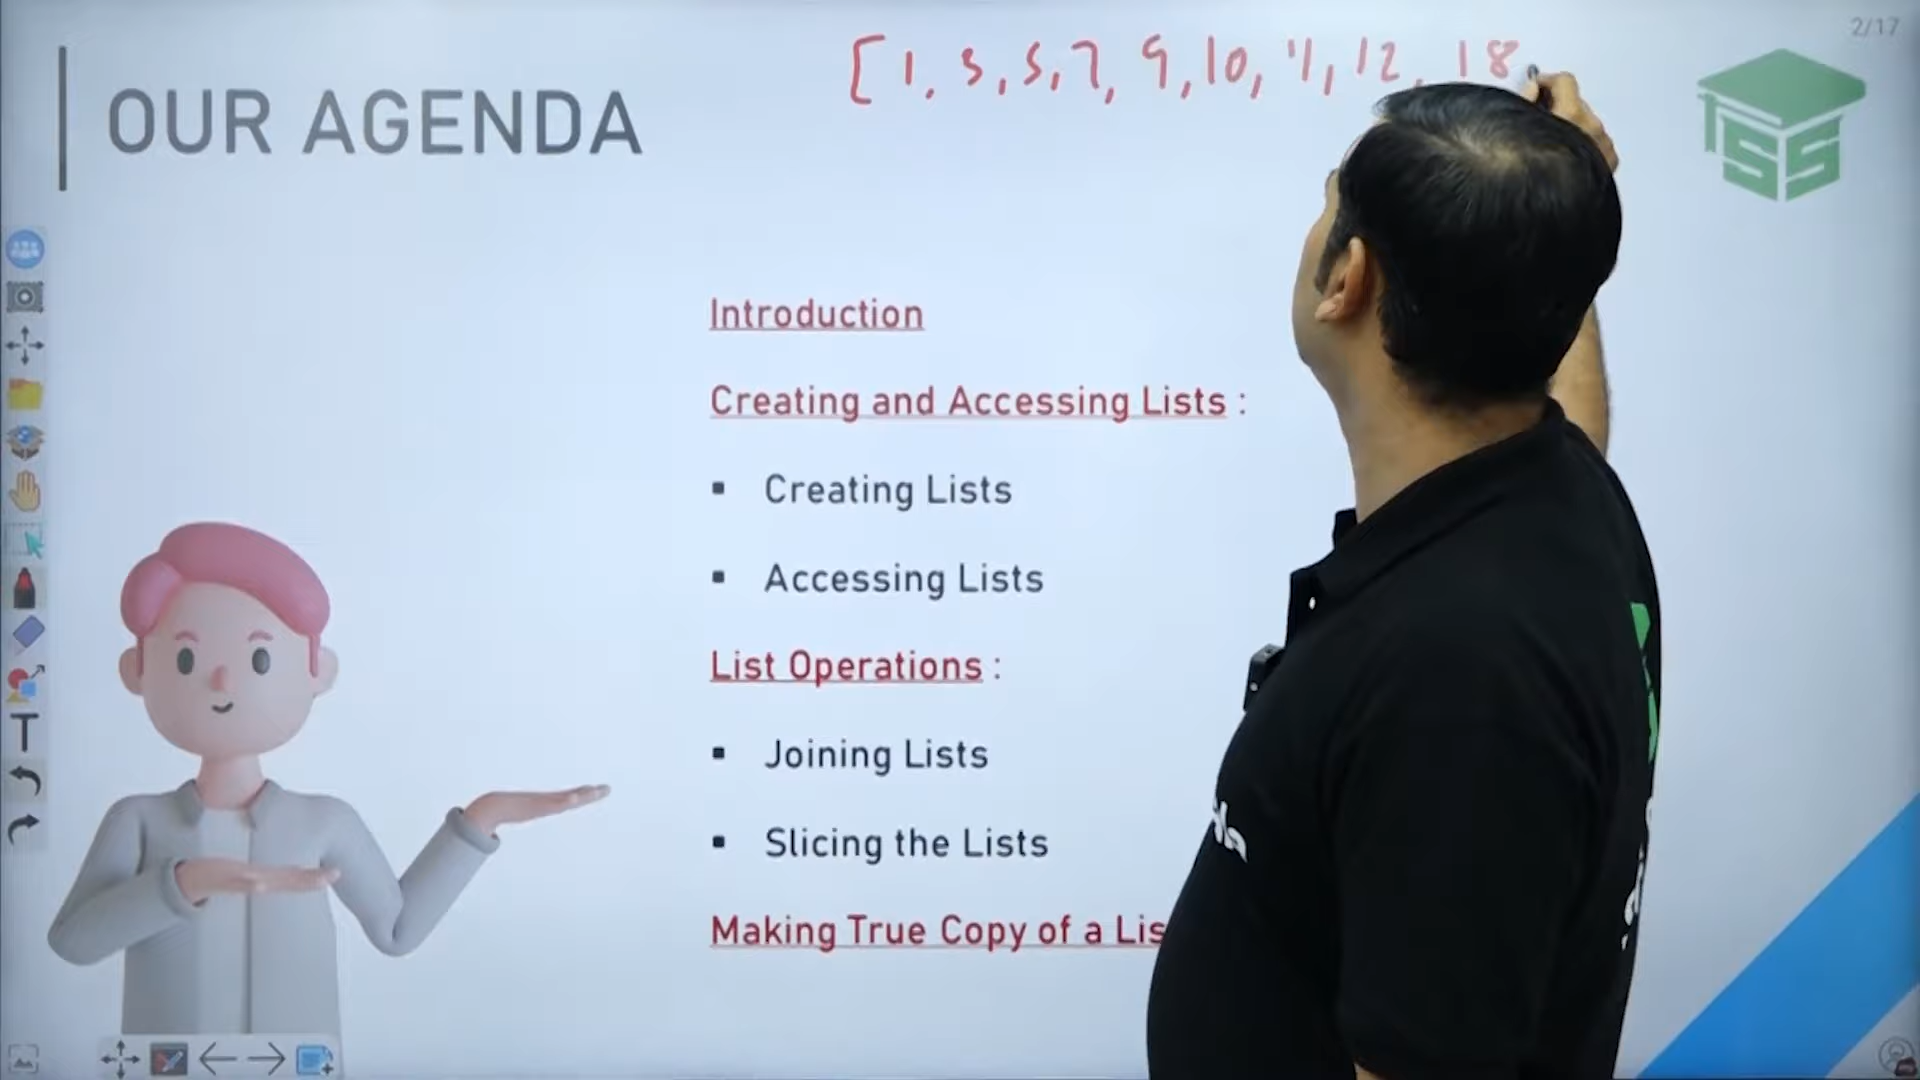 2/17
[1, 3, 5, 7, 9, 10, 11, 12, 18
SS
OUR AGENDA
Introduction
Creating and Accessing Lists :
▪ Creating Lists
▪ Accessing Lists
List Operations :
▪ Joining Lists
▪ Slicing the Lists
Making True Copy of a Lis
T